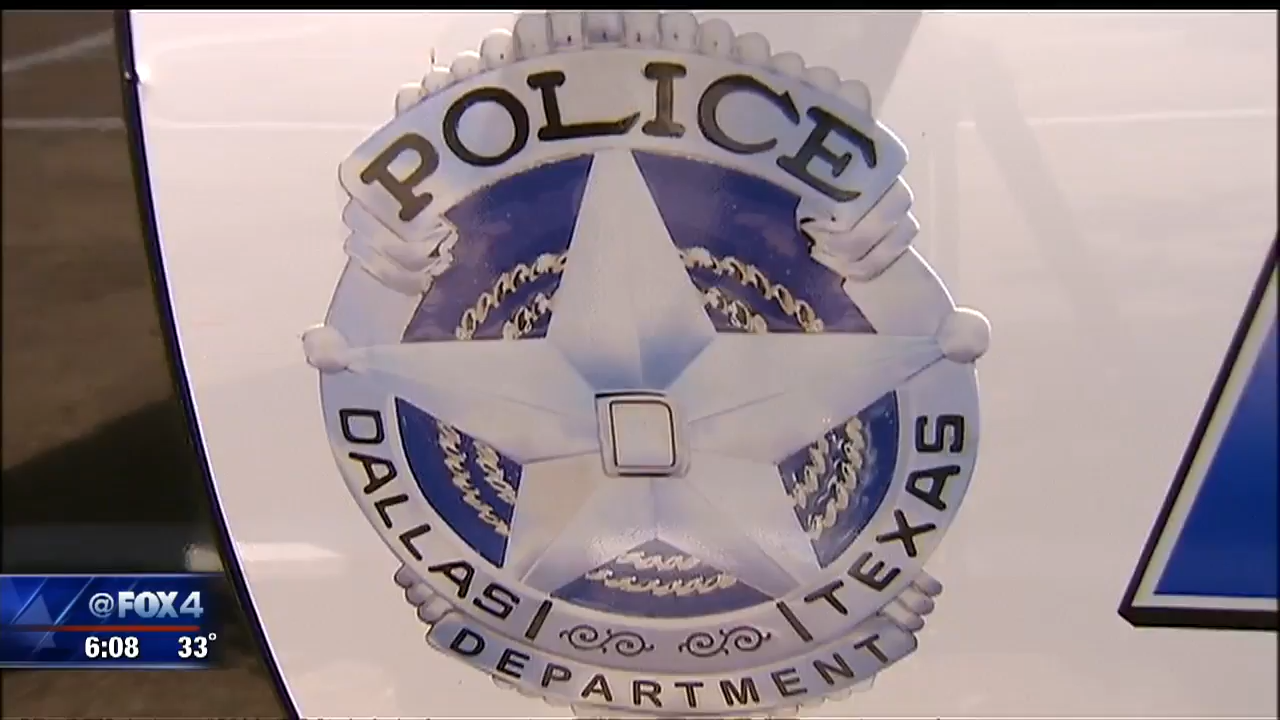 POLICE
DALLAS
TEXAS
DEPARTMENT
@FOX4
6:08 33°